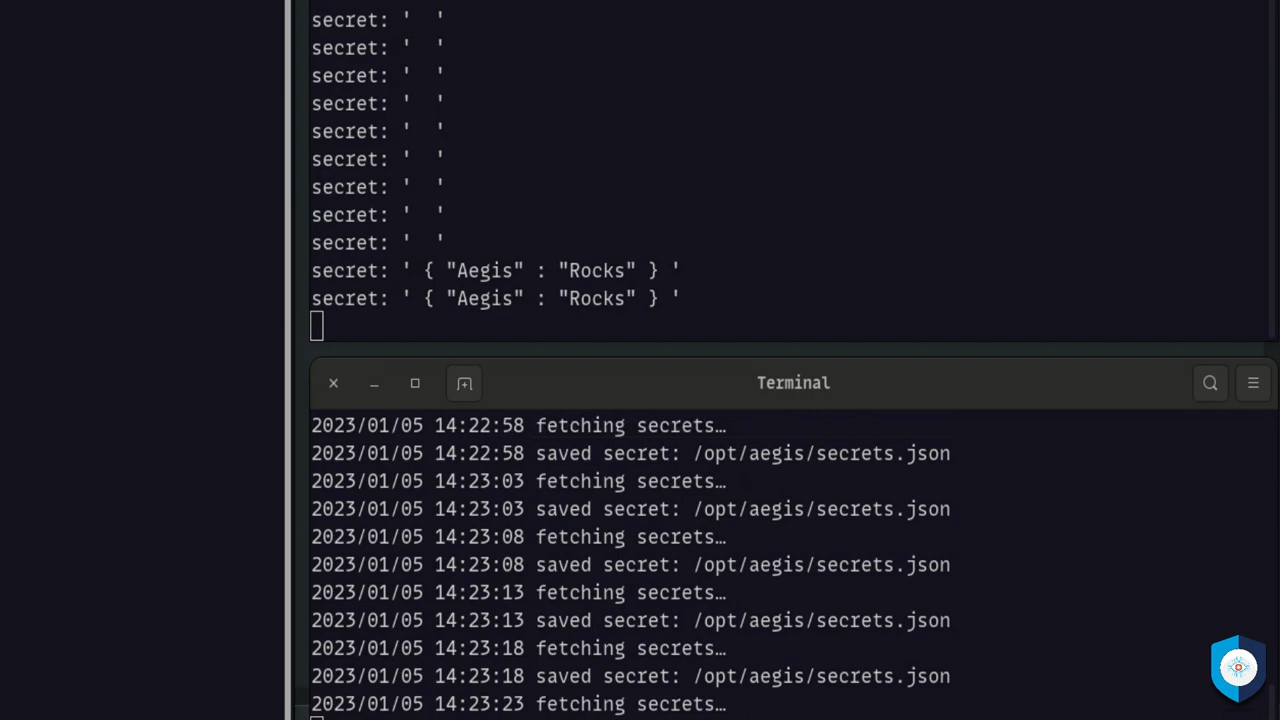 secret: '  '
secret: '  '
secret: '  '
secret: '  '
secret: '  '
secret: '  '
secret: '  '
secret: '  '
secret: '  '
secret: ' { "Aegis" : "Rocks" } '
secret: ' { "Aegis" : "Rocks" } '
Terminal
2023/01/05 14:22:58 fetching secrets…
2023/01/05 14:22:58 saved secret: /opt/aegis/secrets.json
2023/01/05 14:23:03 fetching secrets…
2023/01/05 14:23:03 saved secret: /opt/aegis/secrets.json
2023/01/05 14:23:08 fetching secrets…
2023/01/05 14:23:08 saved secret: /opt/aegis/secrets.json
2023/01/05 14:23:13 fetching secrets…
2023/01/05 14:23:13 saved secret: /opt/aegis/secrets.json
2023/01/05 14:23:18 fetching secrets…
2023/01/05 14:23:18 saved secret: /opt/aegis/secrets.json
2023/01/05 14:23:23 fetching secrets…